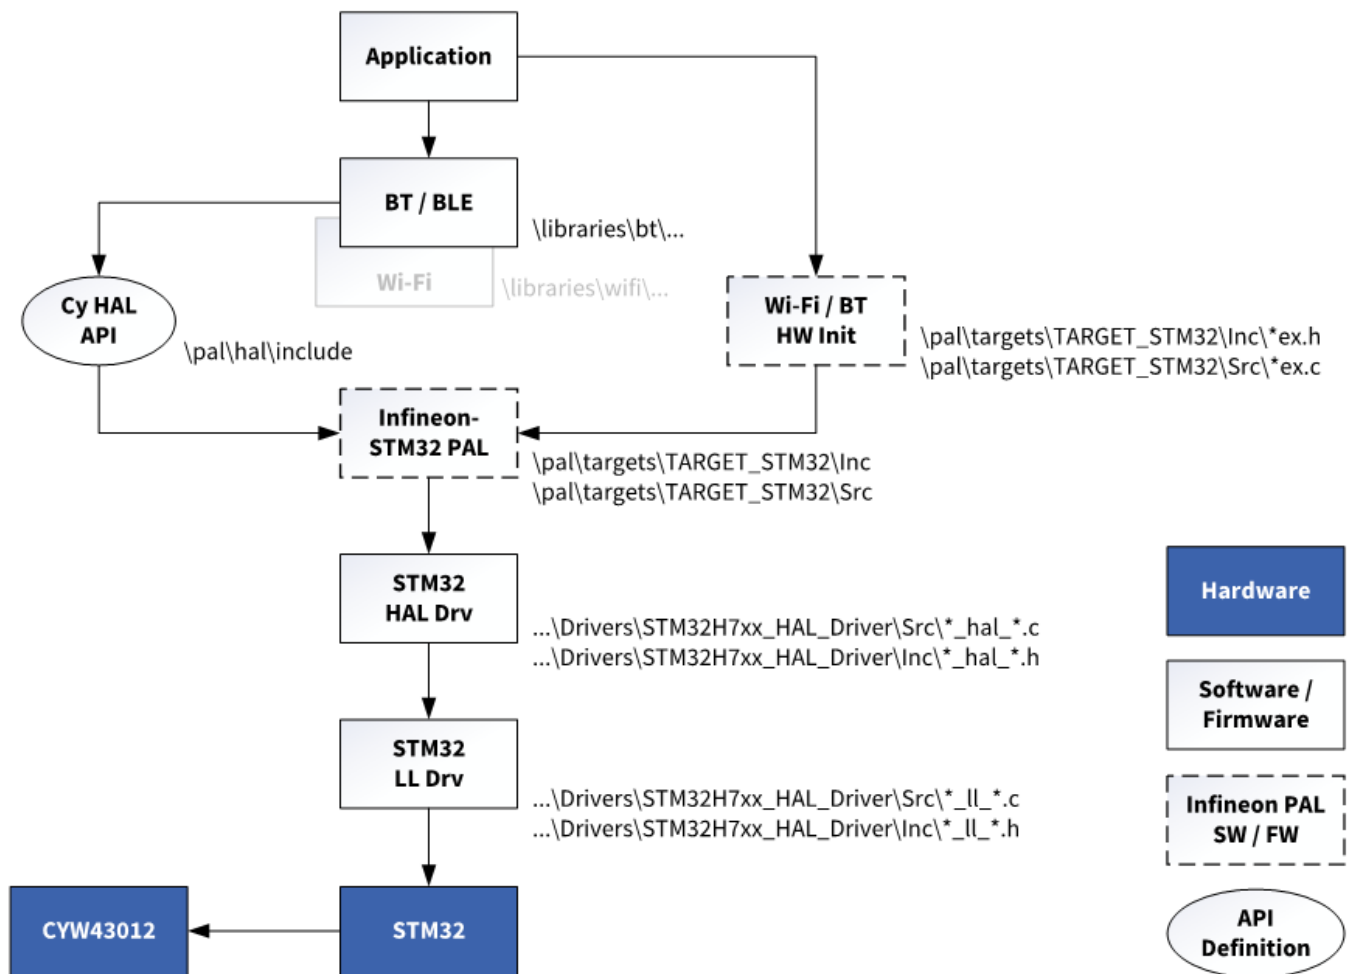 Application
BT / BLE
\libraries\bt\...
Wi-Fi
\libraries\wifi\...
Cy HAL
API
\pal\hal\include
Wi-Fi / BT
HW Init
\pal\targets\TARGET_STM32\Inc\*ex.h
\pal\targets\TARGET_STM32\Src\*ex.c
Infineon-
STM32 PAL
\pal\targets\TARGET_STM32\Inc
\pal\targets\TARGET_STM32\Src
STM32
HAL Drv
...\Drivers\STM32H7xx_HAL_Driver\Src\*_hal_*.c
...\Drivers\STM32H7xx_HAL_Driver\Inc\*_hal_*.h
STM32
LL Drv
...\Drivers\STM32H7xx_HAL_Driver\Src\*_ll_*.c
...\Drivers\STM32H7xx_HAL_Driver\Inc\*_ll_*.h
CYW43012
STM32
Hardware
Software /
Firmware
Infineon PAL
SW / FW
API
Definition